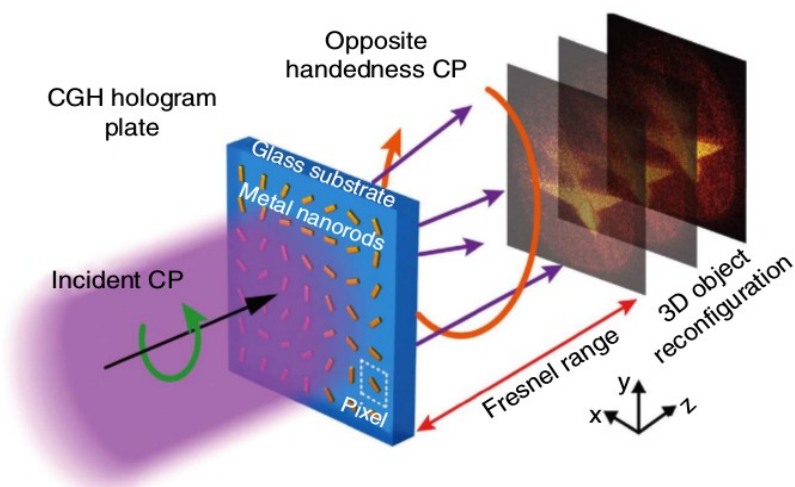 Opposite
handedness CP
CGH hologram
plate
Glass substrate
Metal nanorods
Incident CP
Pixel
Fresnel range
3D object
reconfiguration
x
y
z